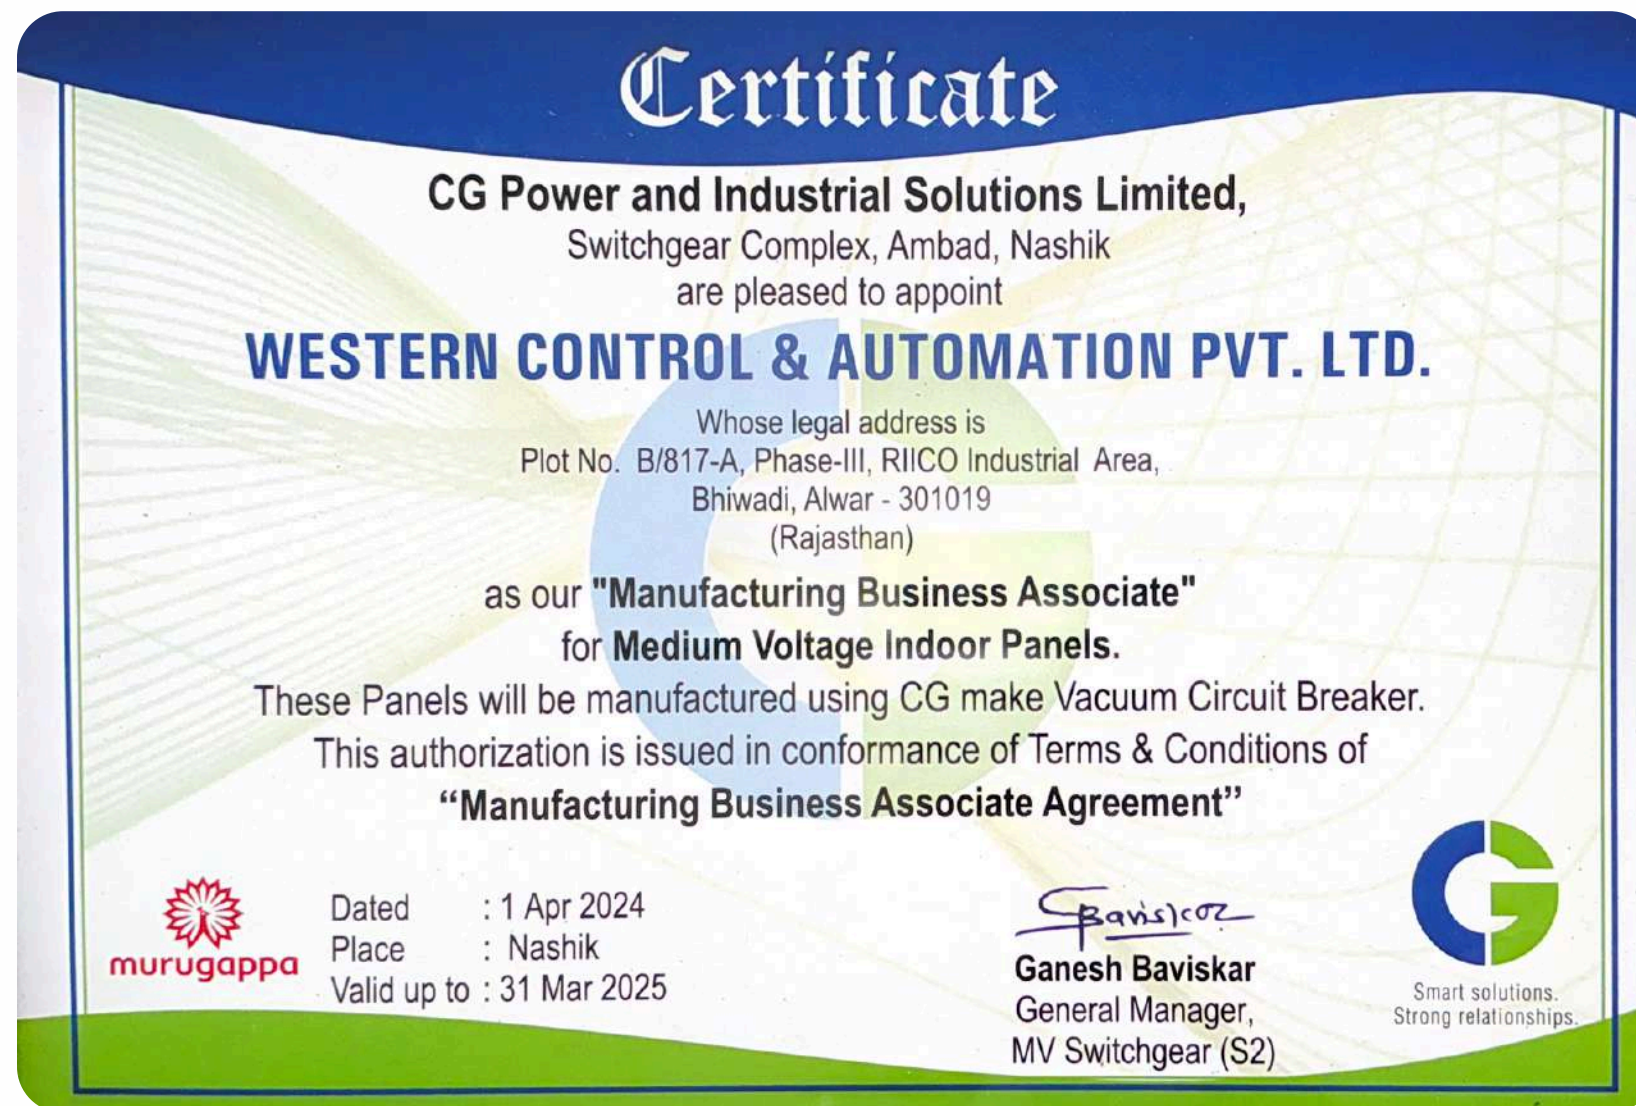 Certificate
CG Power and Industrial Solutions Limited,
Switchgear Complex, Ambad, Nashik
are pleased to appoint
WESTERN CONTROL & AUTOMATION PVT. LTD.
Whose legal address is
Plot No. B/817-A, Phase-III, RIICO Industrial Area,
Bhiwadi, Alwar - 301019
(Rajasthan)
as our "Manufacturing Business Associate"
for Medium Voltage Indoor Panels.
These Panels will be manufactured using CG make Vacuum Circuit Breaker.
This authorization is issued in conformance of Terms & Conditions of
“Manufacturing Business Associate Agreement”
murugappa
Dated : 1 Apr 2024
Place : Nashik
Valid up to : 31 Mar 2025
GBaviskar
Ganesh Baviskar
General Manager,
MV Switchgear (S2)
CG
Smart solutions.
Strong relationships.